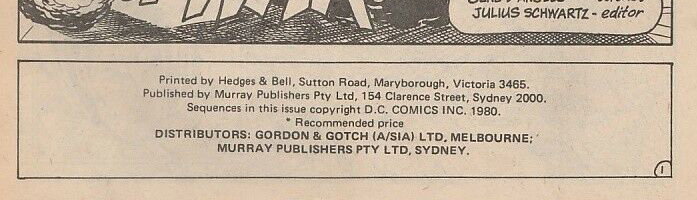 JULIUS SCHWARTZ - editor
Printed by Hedges & Bell, Sutton Road, Maryborough, Victoria 3465.
Published by Murray Publishers Pty Ltd, 154 Clarence Street, Sydney 2000.
Sequences in this issue copyright D.C. COMICS INC. 1980.
* Recommended price
DISTRIBUTORS: GORDON & GOTCH (A/SIA) LTD, MELBOURNE;
MURRAY PUBLISHERS PTY LTD, SYDNEY.
1